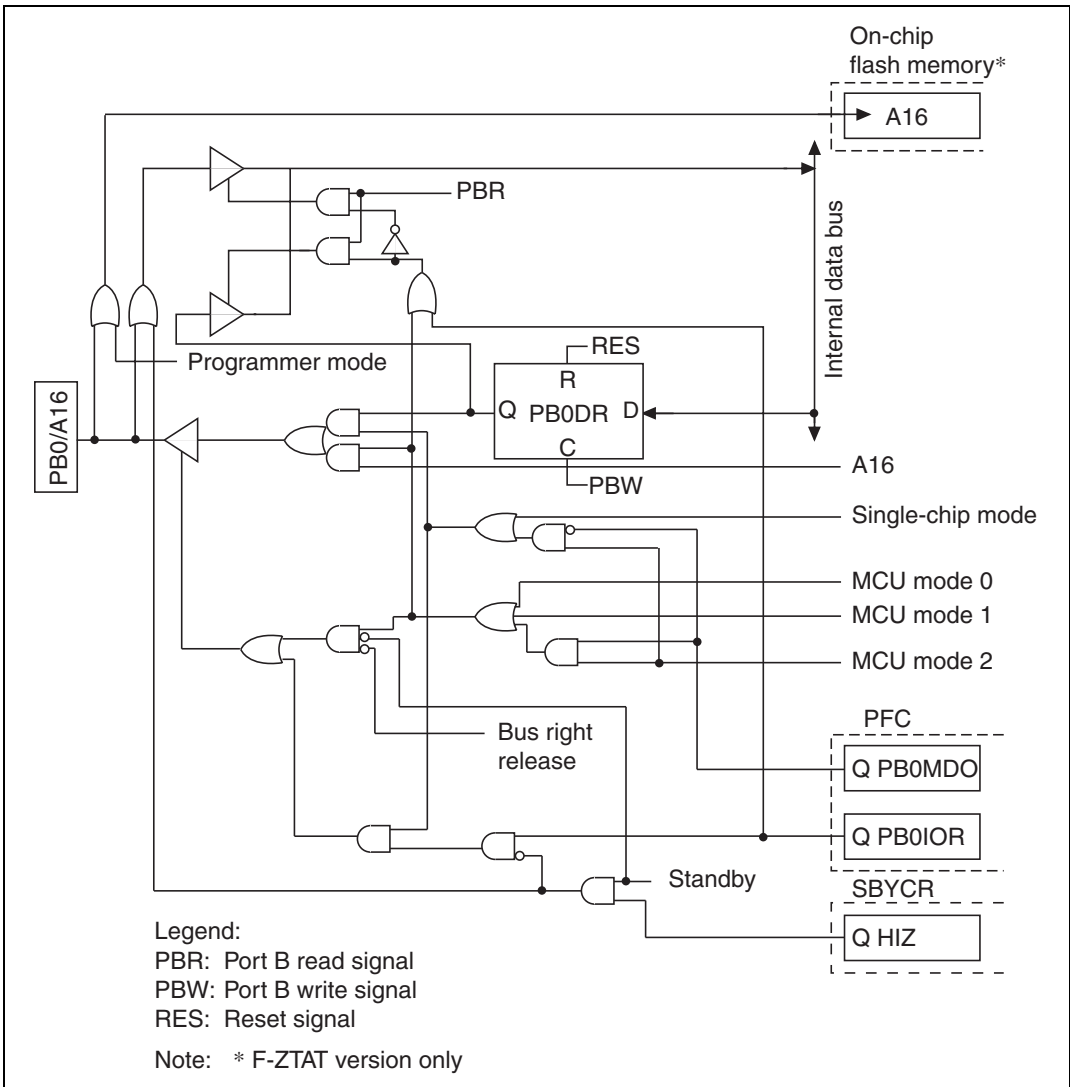 On-chip
flash memory*
A16
PBR
Internal data bus
Programmer mode
RES
R
Q PB0DR D
C
PBW
PB0/A16
A16
Single-chip mode
MCU mode 0
MCU mode 1
MCU mode 2
Bus right
release
PFC
Q PB0MDO
Q PB0IOR
Standby
SBYCR
Q HIZ
Legend:
PBR: Port B read signal
PBW: Port B write signal
RES: Reset signal
Note: * F-ZTAT version only